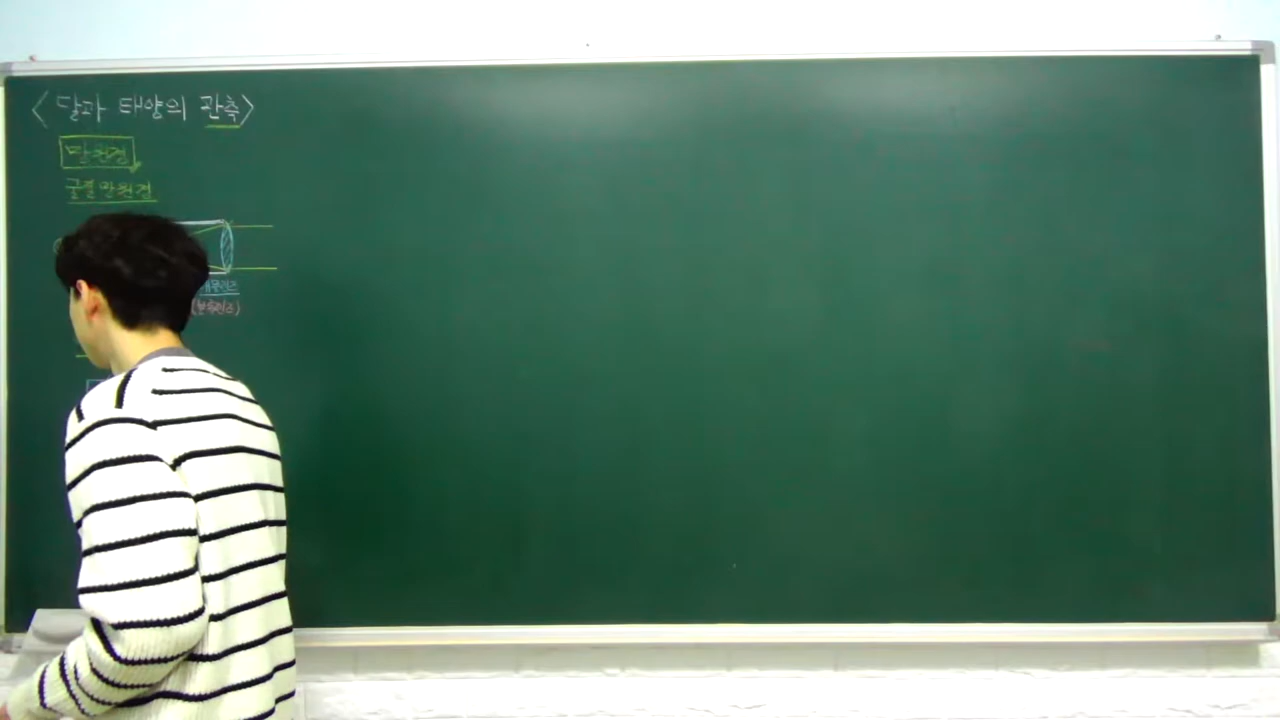 <달과 태양의 관측>
망원경
굴절망원경
대물렌즈
(볼록렌즈)